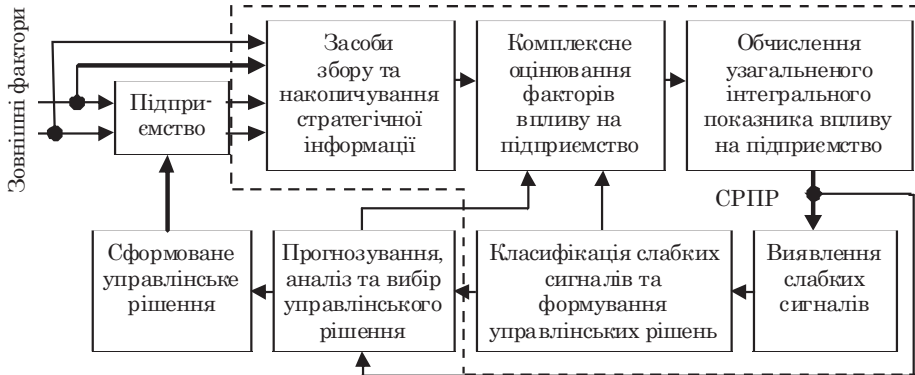 Зовнішні фактори
Підпри-
ємство
Засоби
збору та
накопичування
стратегічної
інформації
Комплексне
оцінювання
факторів
впливу на
підприємство
Обчислення
узагальненого
інтегрального
показника впливу
на підприємство
СРПР
Сформоване
управлінське
рішення
Прогнозування,
аналіз та вибір
управлінського
рішення
Класифікація слабких
сигналів та
формування
управлінських рішень
Виявлення
слабких
сигналів